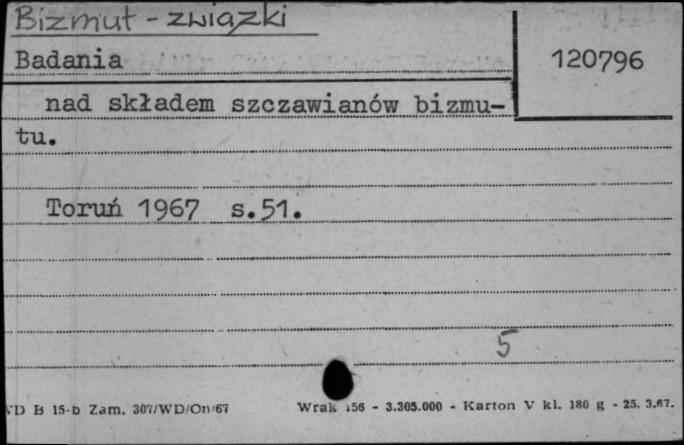 Bizmut - związki
Badania
120796
nad składem szczawianów bizmu-
tu.
Toruń 1967 s.51.
5
D B 15-b Zam. 307/WD/On/67
Wrak 156 - 3.305.000 - Karton V kl. 180 g - 25. 3.67.